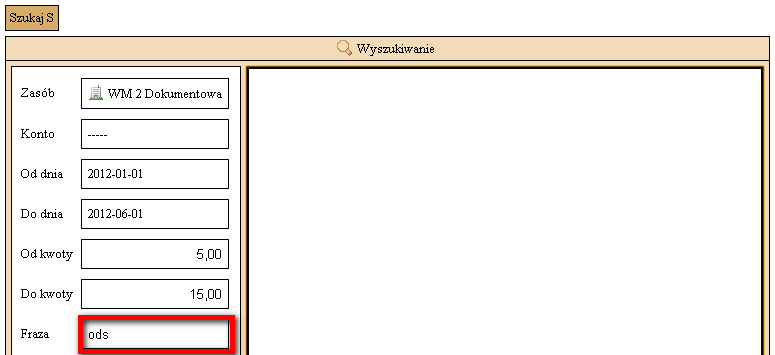 Szukaj S
Wyszukiwanie
Zasób WM 2 Dokumentowa
Konto -----
Od dnia 2012-01-01
Do dnia 2012-06-01
Od kwoty 5,00
Do kwoty 15,00
Fraza ods